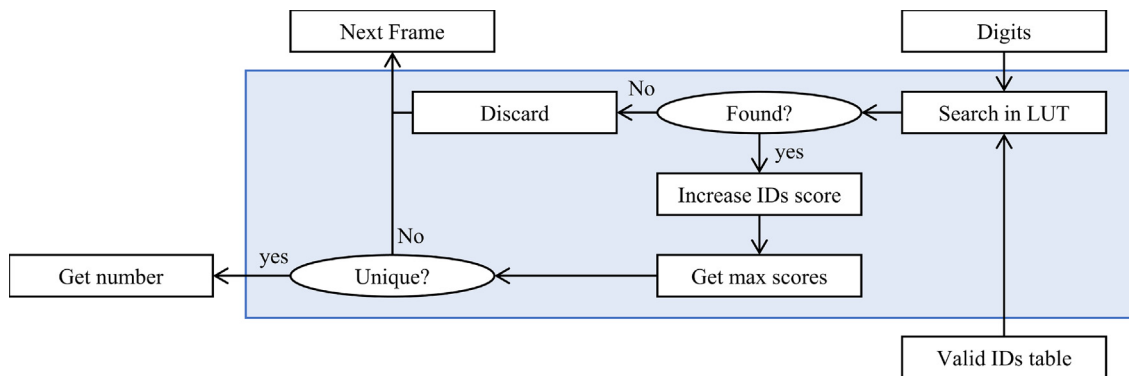 Next Frame
Digits
No
Discard
Found?
Search in LUT
yes
Increase IDs score
No
yes
Get number
Unique?
Get max scores
Valid IDs table